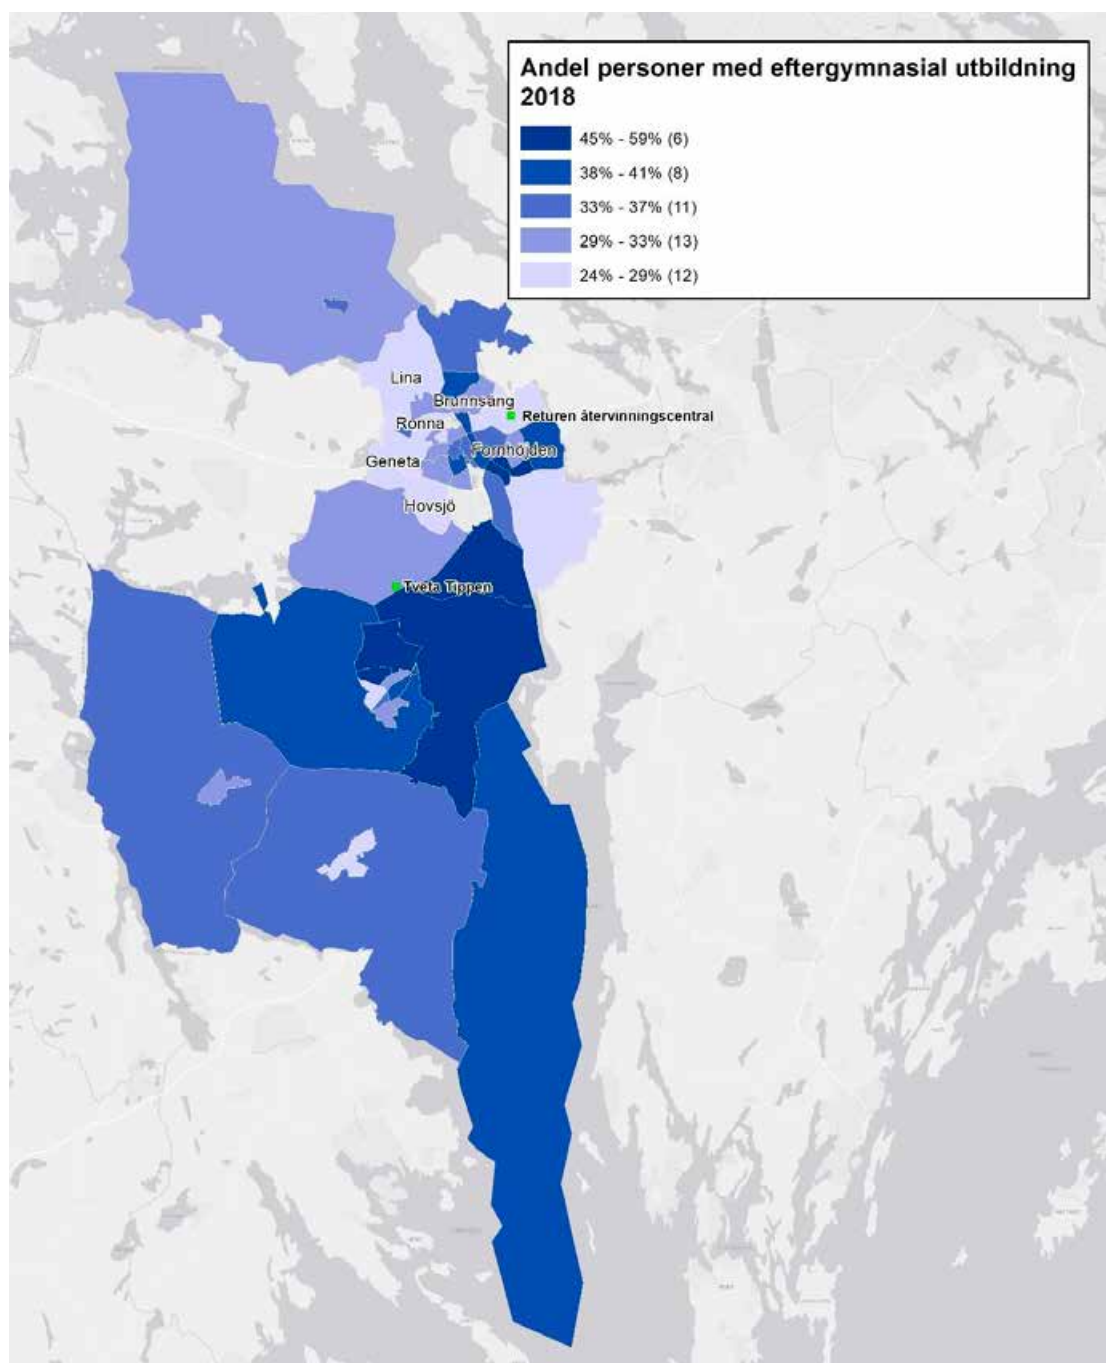 Andel personer med eftergymnasial utbildning
2018
45% - 59% (6)
38% - 41% (8)
33% - 37% (11)
29% - 33% (13)
24% - 29% (12)
Lina
Brunnsäng
Returen återvinningscentral
Ronna
Fornhöjden
Geneta
Hovsjö
Tveta Tippen